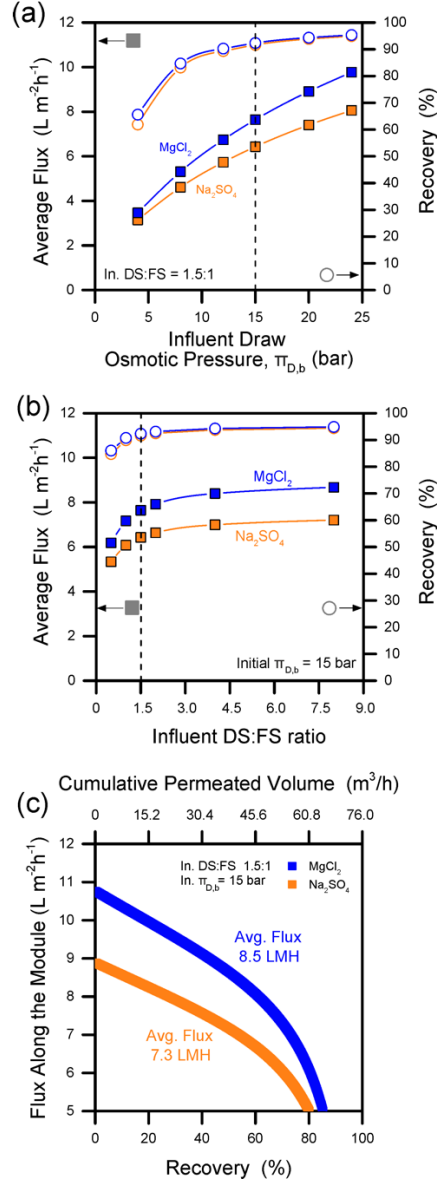 (a)
12
10
8
6
4
2
0
100
90
80
70
60
50
40
30
20
10
0
Average Flux (L m⁻²h⁻¹)
Recovery (%)
MgCl₂
Na₂SO₄
In. DS:FS = 1.5:1
0 5 10 15 20 25
Influent Draw
Osmotic Pressure, π_D,b (bar)
(b)
12
10
8
6
4
2
0
100
90
80
70
60
50
40
30
20
10
0
Average Flux (L m⁻²h⁻¹)
Recovery (%)
MgCl₂
Na₂SO₄
Initial π_D,b = 15 bar
0.0 1.5 3.0 4.5 6.0 7.5 9.0
Influent DS:FS ratio
Cumulative Permeated Volume (m³/h)
(c)
0 15.2 30.4 45.6 60.8 76.0
12
11
10
9
8
7
6
5
Flux Along the Module (L m⁻²h⁻¹)
In. DS:FS 1.5:1
In. π_D,b = 15 bar
MgCl₂
Na₂SO₄
Avg. Flux
8.5 LMH
Avg. Flux
7.3 LMH
0 20 40 60 80 100
Recovery (%)